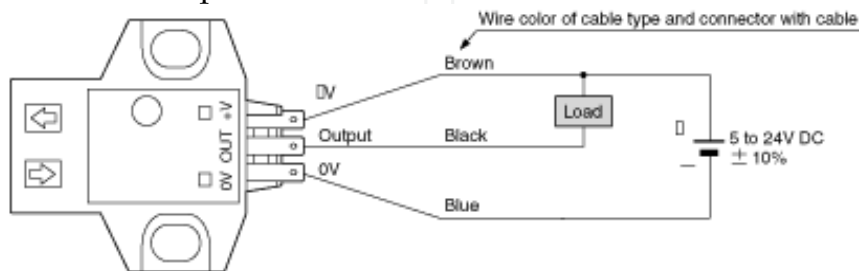 Wire color of cable type and connector with cable
Brown
▯V
+V
Load
OUT
Output
Black
▯
5 to 24V DC
± 10%
0V
0V
Blue